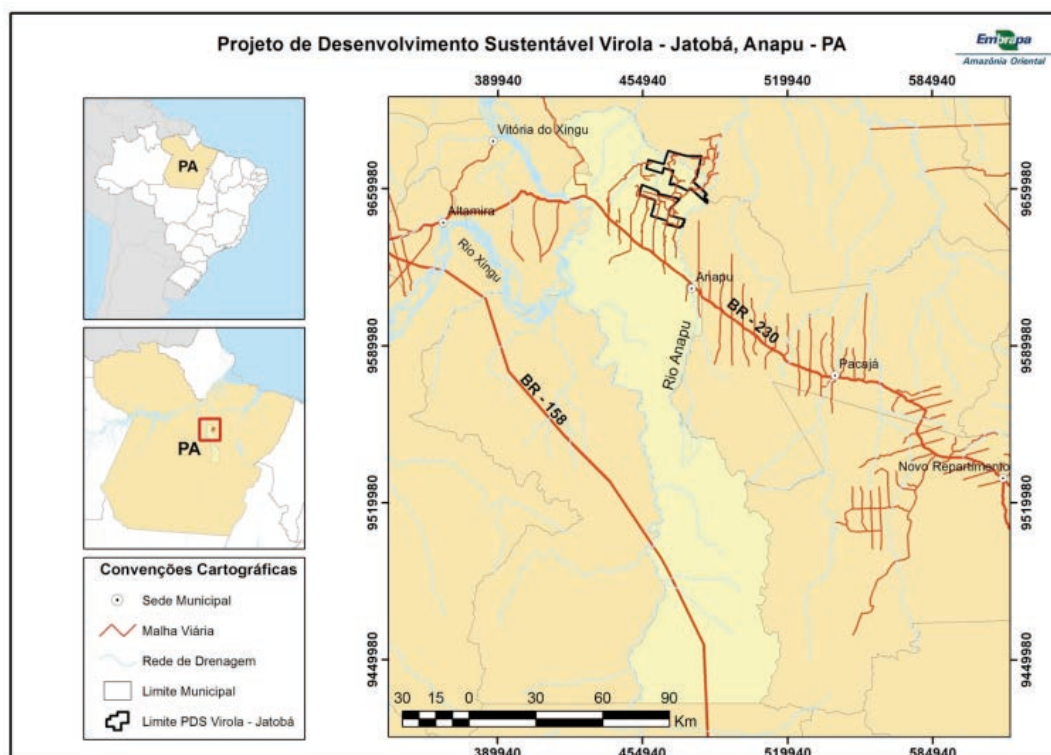 Projeto de Desenvolvimento Sustentável Virola - Jatobá, Anapu - PA
Embrapa
Amazônia Oriental
389940 454940 519940 584940
PA
Vitória do Xingu
Altamira
Rio Xingu
Anapu
BR - 230
Rio Anapu
Pacajá
BR - 158
Novo Repartimento
9659980
9589980
9519980
9449980
9659980
9589980
9519980
9449980
PA
Convenções Cartográficas
Sede Municipal
Malha Viária
Rede de Drenagem
Limite Municipal
Limite PDS Virola - Jatobá
30 15 0 30 60 90
Km
389940 454940 519940 584940